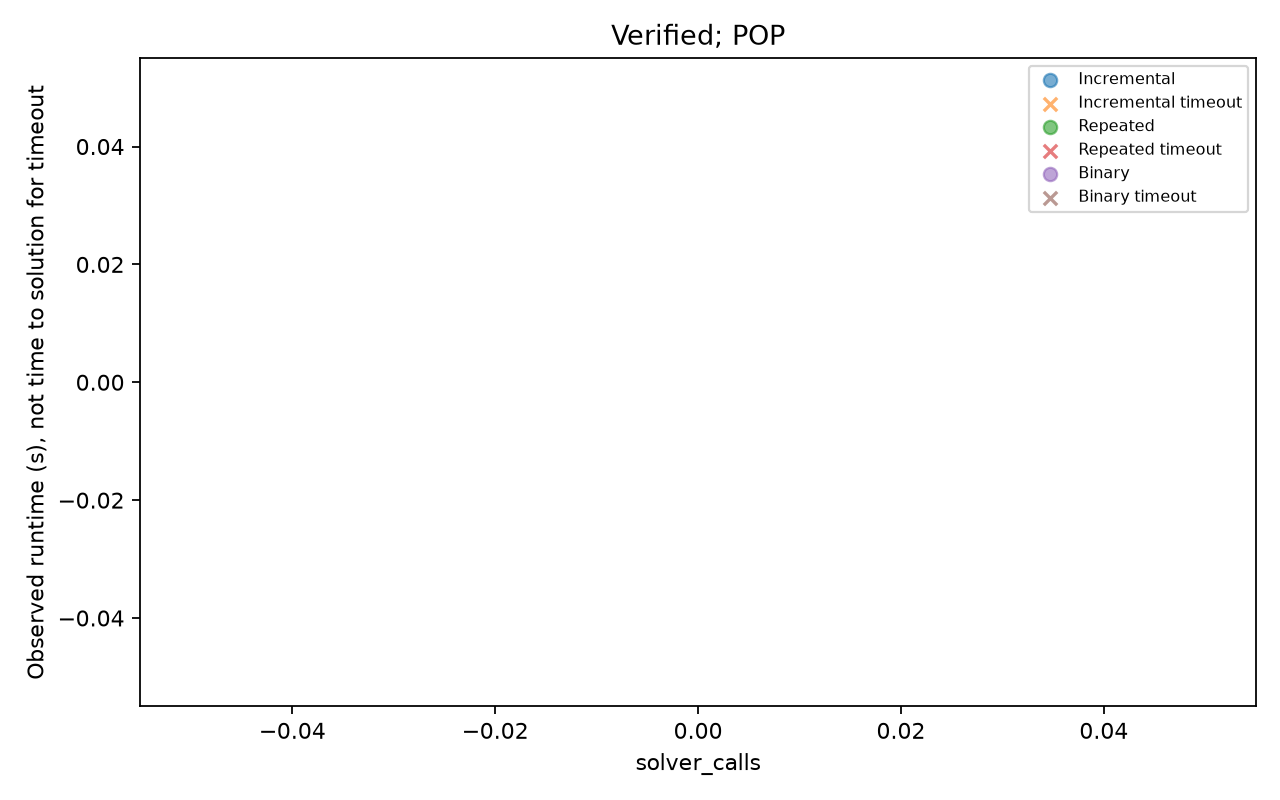 Verified; POP
Incremental
Incremental timeout
Repeated
Repeated timeout
Binary
Binary timeout
Observed runtime (s), not time to solution for timeout
0.04
0.02
0.00
−0.02
−0.04
−0.04
−0.02
0.00
0.02
0.04
solver_calls